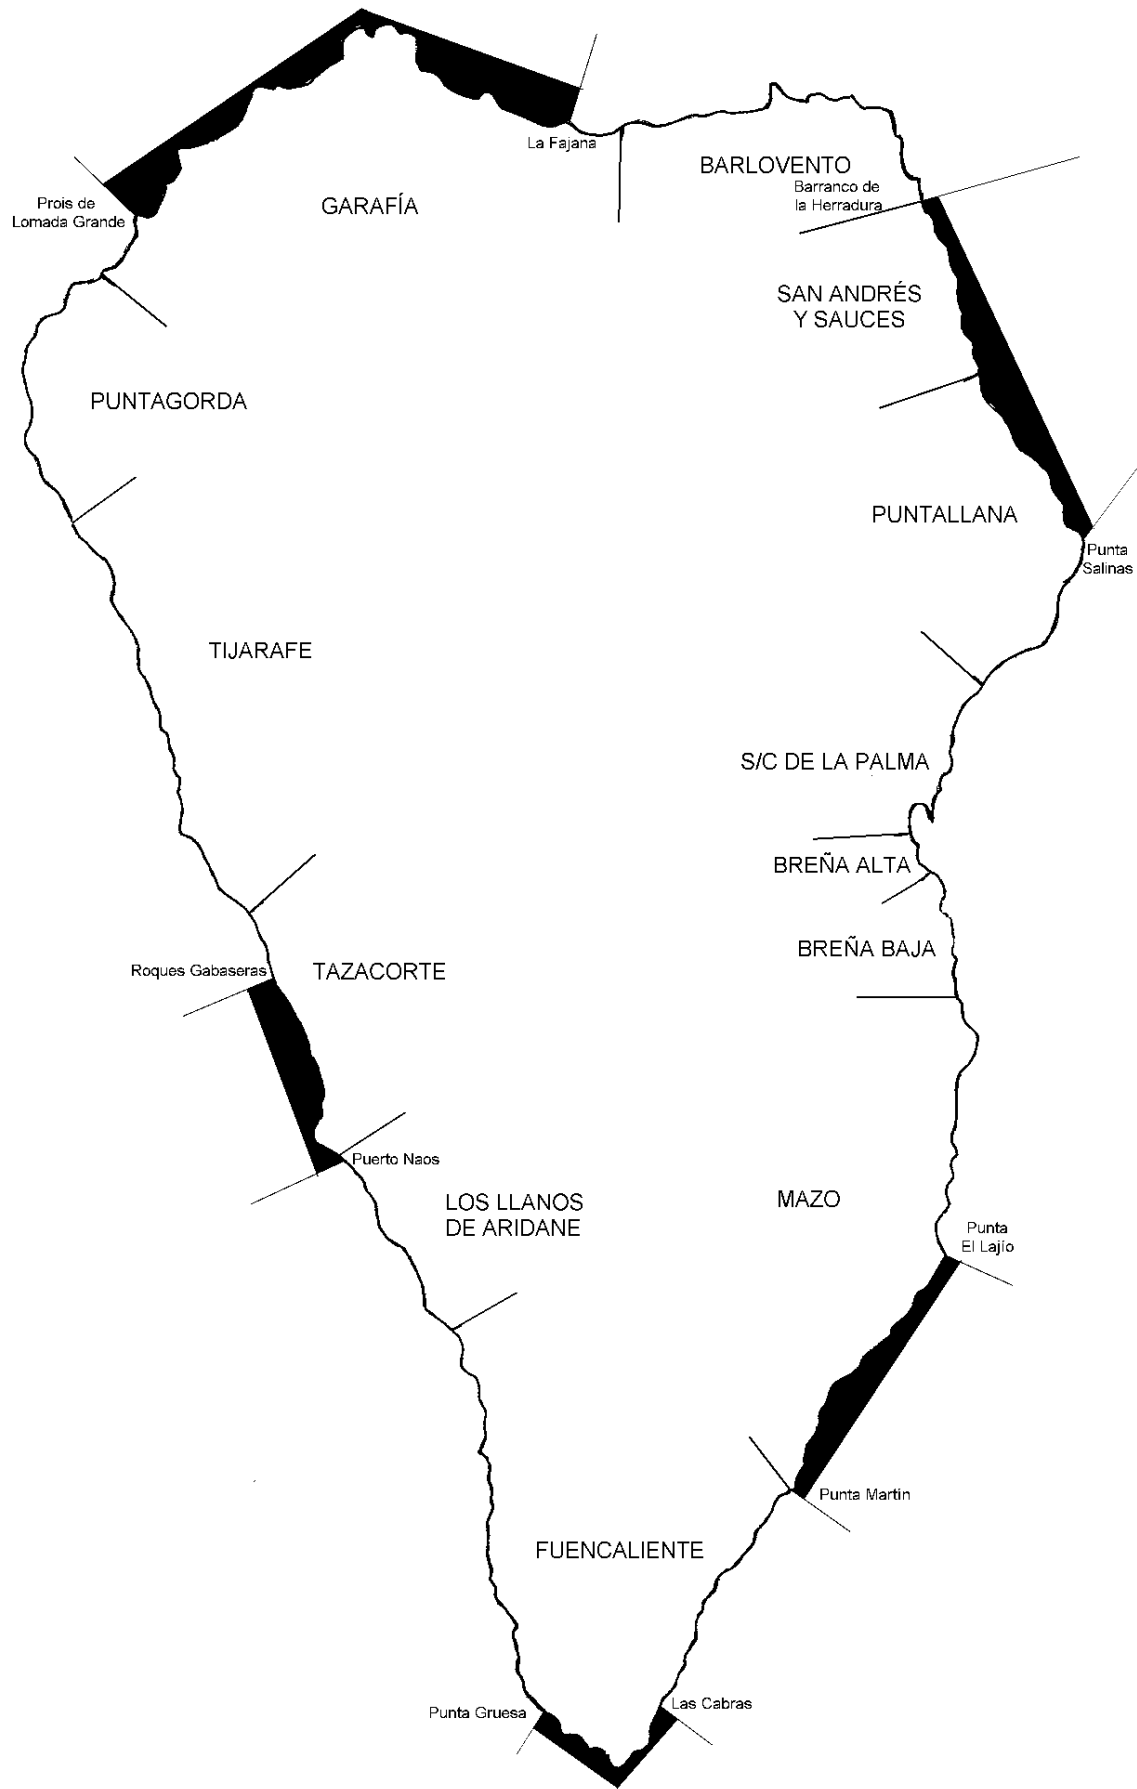 La Fajana
BARLOVENTO
Barranco de
la Herradura
Prois de
Lomada Grande
GARAFÍA
SAN ANDRÉS
Y SAUCES
PUNTAGORDA
PUNTALLANA
Punta
Salinas
TIJARAFE
S/C DE LA PALMA
BREÑA ALTA
BREÑA BAJA
Roques Gabaseras
TAZACORTE
Puerto Naos
LOS LLANOS
DE ARIDANE
MAZO
Punta
El Lajío
Punta Martin
FUENCALIENTE
Punta Gruesa
Las Cabras